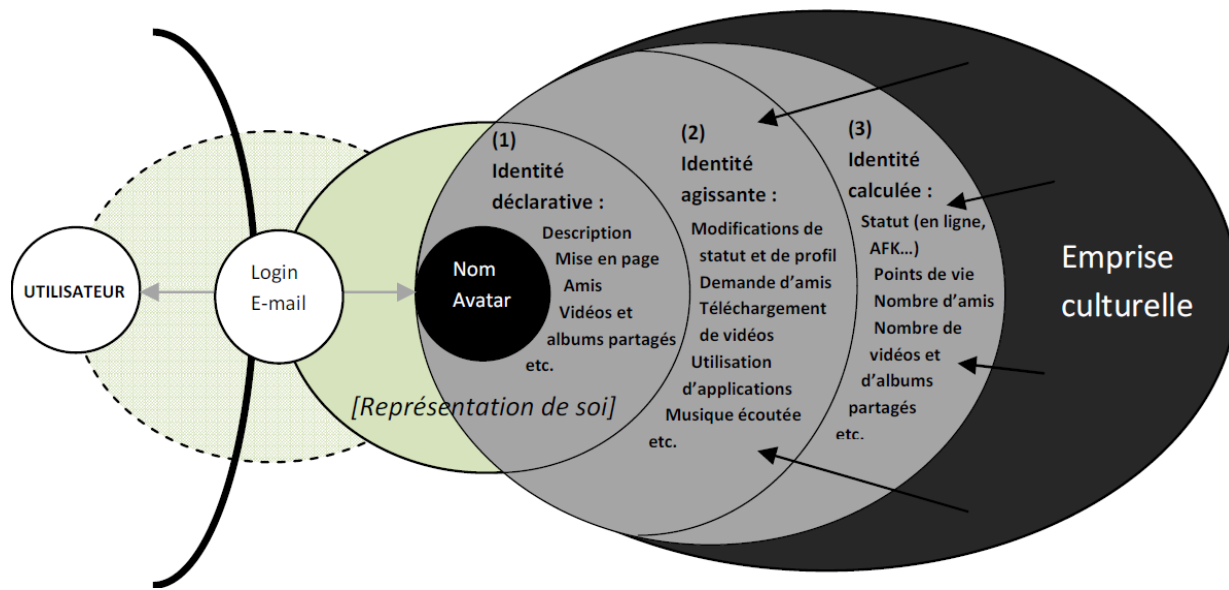 UTILISATEUR
Login
E-mail
Nom
Avatar
(1)
Identité
déclarative :
Description
Mise en page
Amis
Vidéos et
albums partagés
etc.
[Représentation de soi]
(2)
Identité
agissante :
Modifications de
statut et de profil
Demande d’amis
Téléchargement
de vidéos
Utilisation
d’applications
Musique écoutée
etc.
(3)
Identité
calculée :
Statut (en ligne,
AFK…)
Points de vie
Nombre d’amis
Nombre de
vidéos et
d’albums
partagés
etc.
Emprise
culturelle